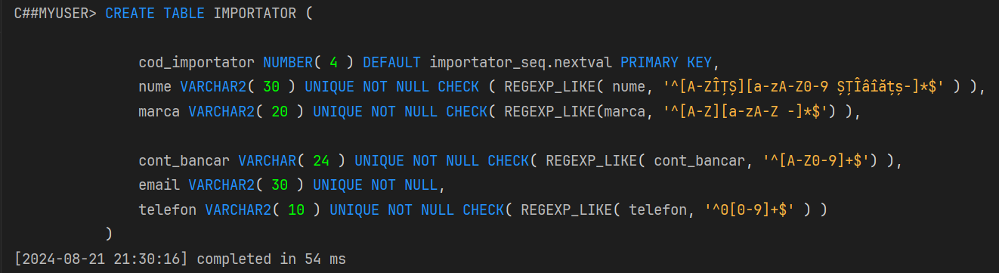 C##MYUSER> CREATE TABLE IMPORTATOR (
cod_importator NUMBER( 4 ) DEFAULT importator_seq.nextval PRIMARY KEY,
nume VARCHAR2( 30 ) UNIQUE NOT NULL CHECK ( REGEXP_LIKE( nume, '^[A-ZÎȚȘ][a-zA-Z0-9 ȘȚÎâîățș-]*$' ) ),
marca VARCHAR2( 20 ) UNIQUE NOT NULL CHECK( REGEXP_LIKE(marca, '^[A-Z][a-zA-Z -]*$') ),
cont_bancar VARCHAR( 24 ) UNIQUE NOT NULL CHECK( REGEXP_LIKE( cont_bancar, '^[A-Z0-9]+$') ),
email VARCHAR2( 30 ) UNIQUE NOT NULL,
telefon VARCHAR2( 10 ) UNIQUE NOT NULL CHECK( REGEXP_LIKE( telefon, '^0[0-9]+$' ) )
)
[2024-08-21 21:30:16] completed in 54 ms